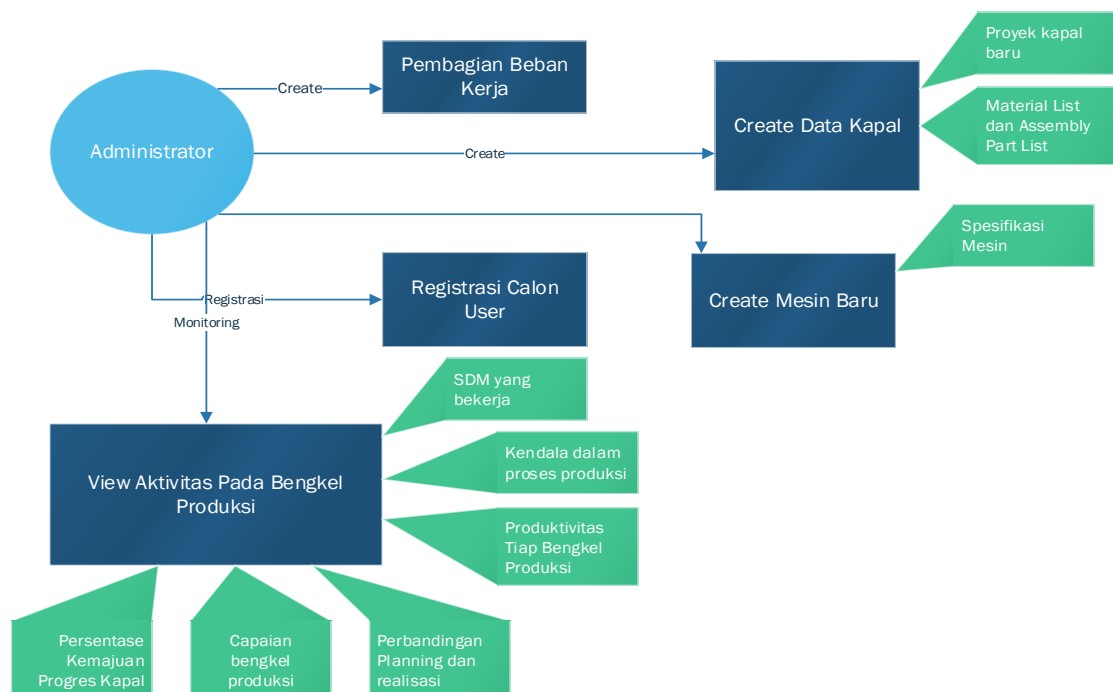 Proyek kapal
baru
Pembagian Beban
Kerja
Create
Material List
dan Assembly
Part List
Create Data Kapal
Administrator
Create
Spesifikasi
Mesin
Registrasi Calon
User
Create Mesin Baru
Registrasi
Monitoring
SDM yang
bekerja
Kendala dalam
proses produksi
View Aktivitas Pada Bengkel
Produksi
Produktivitas
Tiap Bengkel
Produksi
Persentase
Kemajuan
Progres Kapal
Capaian
bengkel
produksi
Perbandingan
Planning dan
realisasi